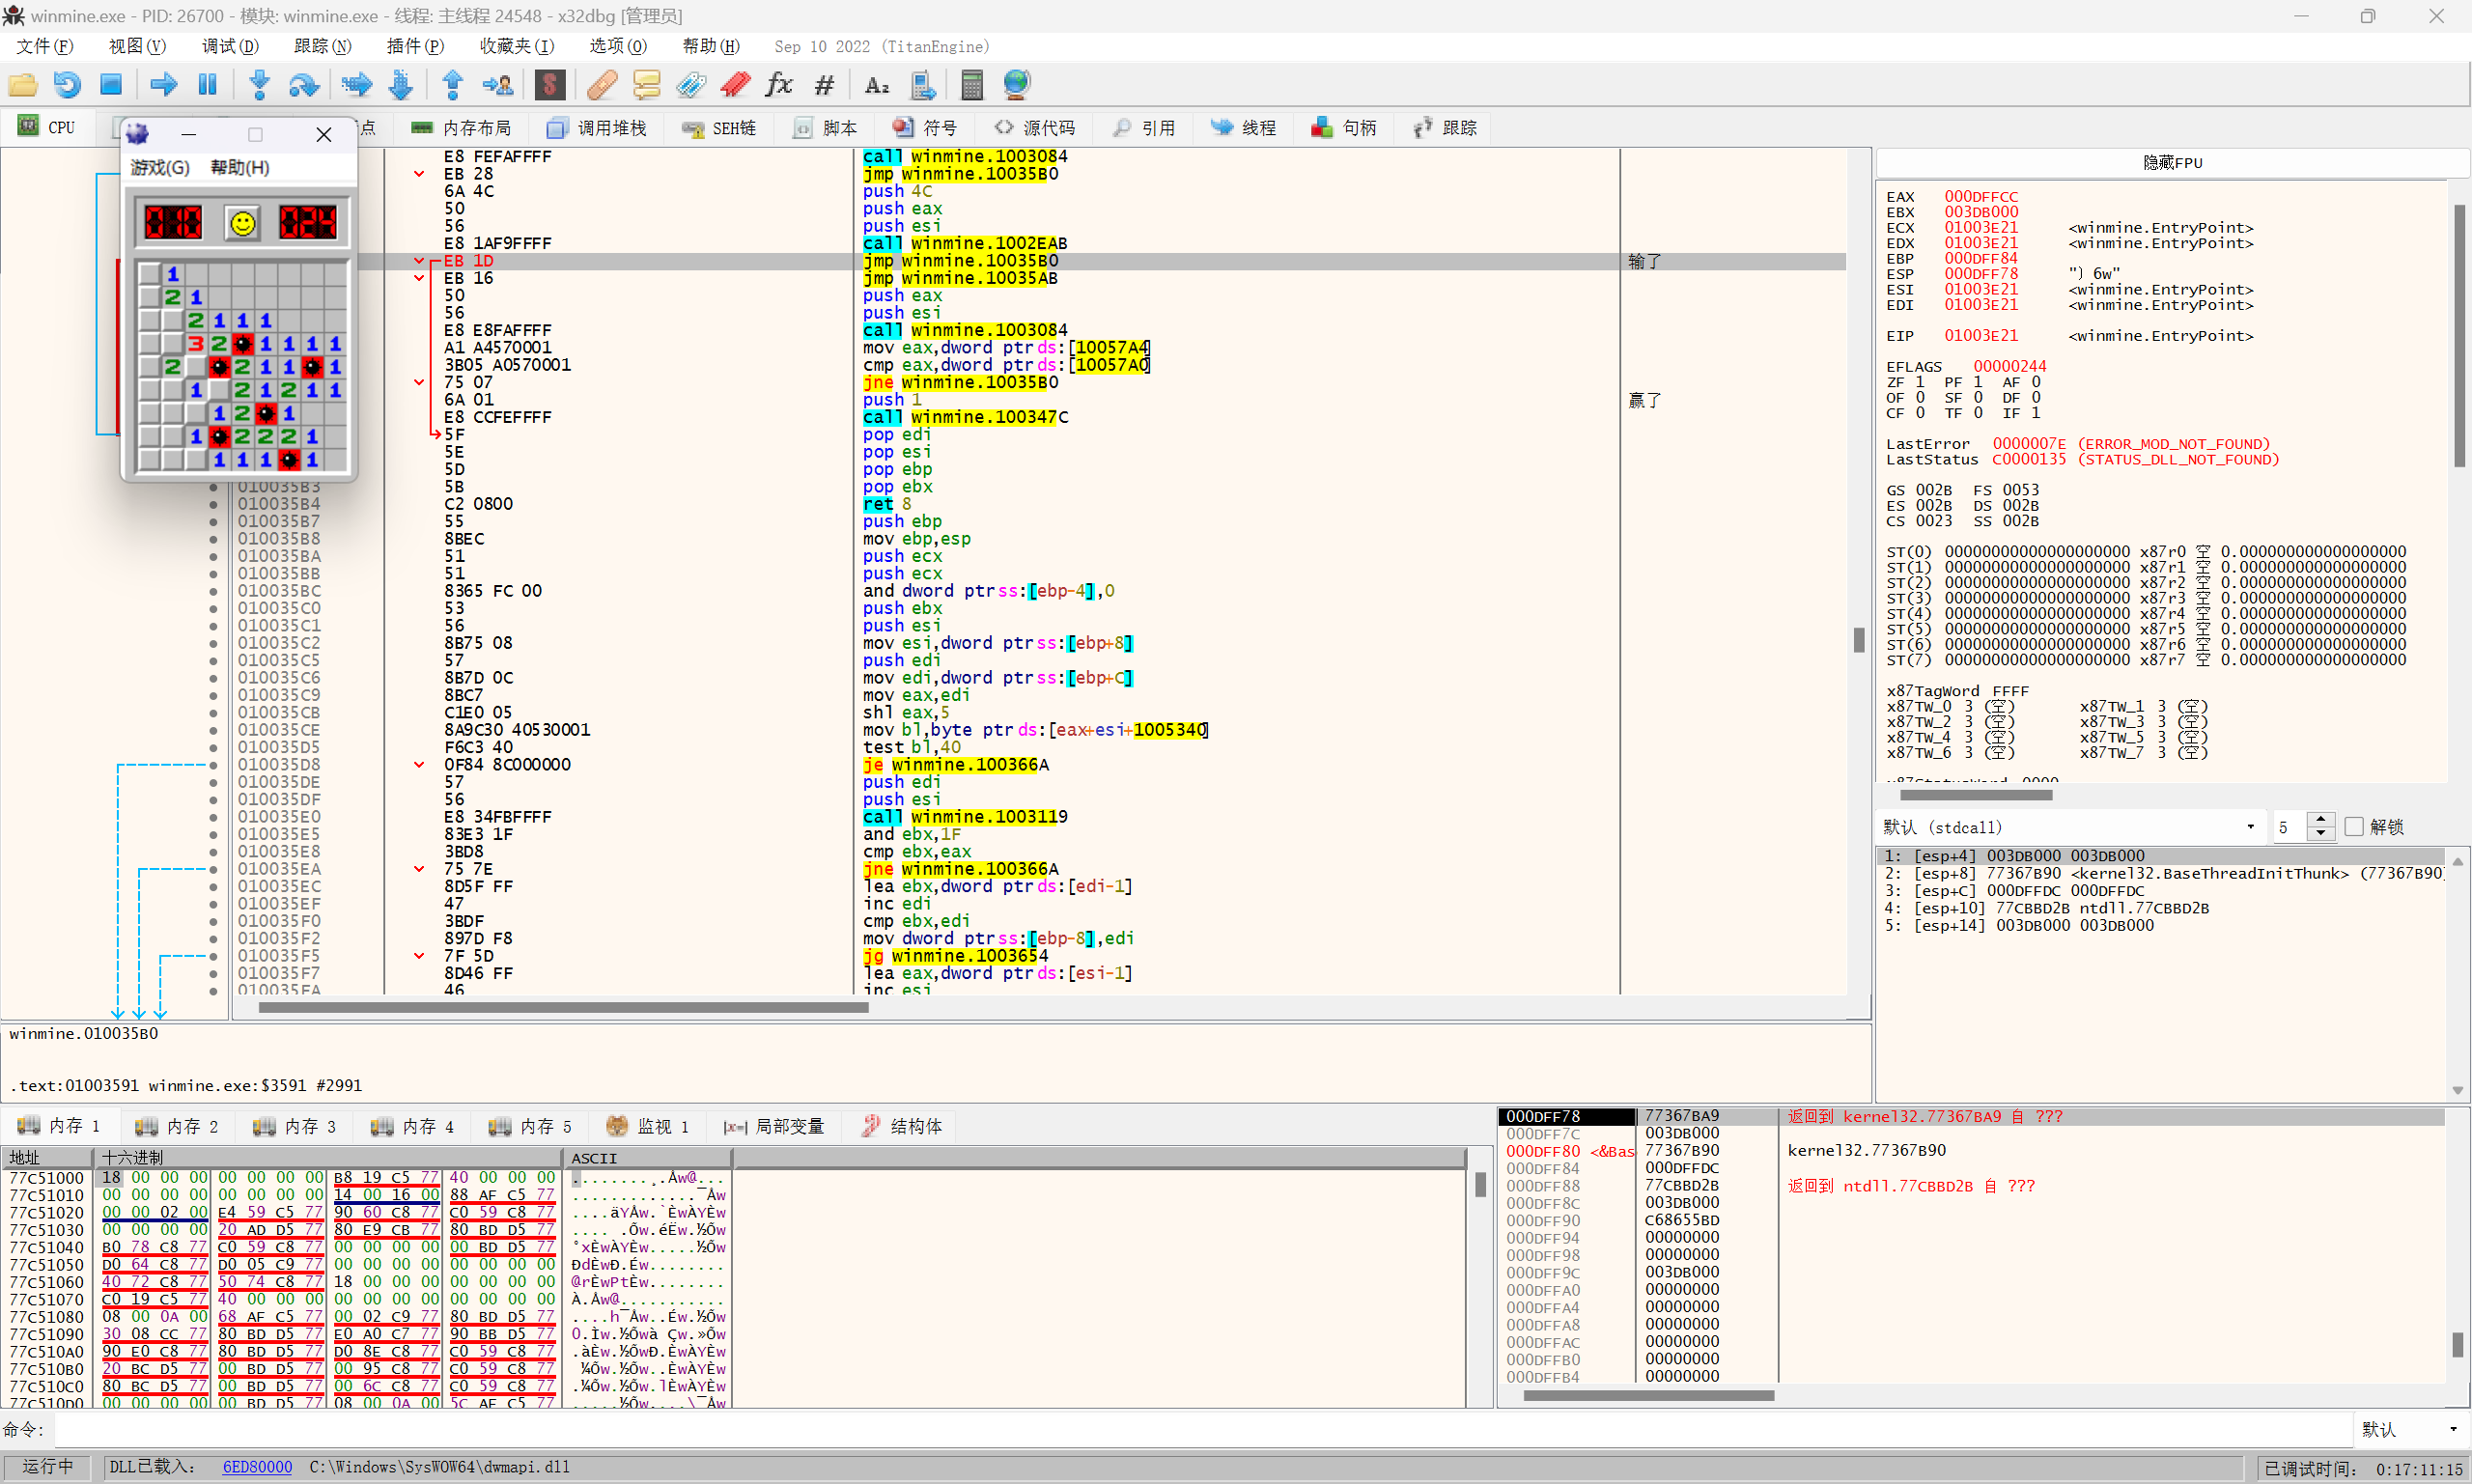 winmine.exe - PID: 26700 - 模块: winmine.exe - 线程: 主线程 24548 - x32dbg [管理员]
文件(F) 视图(V) 调试(D) 跟踪(N) 插件(P) 收藏夹(I) 选项(O) 帮助(H) Sep 10 2022 (TitanEngine)
CPU 点 内存布局 调用堆栈 SEH链 脚本 符号 源代码 引用 线程 句柄 跟踪
游戏(G) 帮助(H)
1
2 1
2 1 1 1
3 2 1 1 1 1
2 2 1 1 1
1 2 1 2 1 1
1 2 1
1 2 2 2 1
1 1 1 1
E8 FEFAFFFF call winmine.1003084
EB 28 jmp winmine.10035B0
6A 4C push 4C
50 push eax
56 push esi
E8 1AF9FFFF call winmine.1002EAB
EB 1D jmp winmine.10035B0 输了
EB 16 jmp winmine.10035AB
50 push eax
56 push esi
E8 E8FAFFFF call winmine.1003084
A1 A4570001 mov eax,dword ptr ds:[10057A4]
3B05 A0570001 cmp eax,dword ptr ds:[10057A0]
75 07 jne winmine.10035B0
6A 01 push 1 赢了
E8 CCFEFFFF call winmine.100347C
5F pop edi
5E pop esi
5D pop ebp
010035B3 5B pop ebx
010035B4 C2 0800 ret 8
010035B7 55 push ebp
010035B8 8BEC mov ebp,esp
010035BA 51 push ecx
010035BB 51 push ecx
010035BC 8365 FC 00 and dword ptr ss:[ebp-4],0
010035C0 53 push ebx
010035C1 56 push esi
010035C2 8B75 08 mov esi,dword ptr ss:[ebp+8]
010035C5 57 push edi
010035C6 8B7D 0C mov edi,dword ptr ss:[ebp+C]
010035C9 8BC7 mov eax,edi
010035CB C1E0 05 shl eax,5
010035CE 8A9C30 40530001 mov bl,byte ptr ds:[eax+esi+1005340]
010035D5 F6C3 40 test bl,40
010035D8 0F84 8C000000 je winmine.100366A
010035DE 57 push edi
010035DF 56 push esi
010035E0 E8 34FBFFFF call winmine.1003119
010035E5 83E3 1F and ebx,1F
010035E8 3BD8 cmp ebx,eax
010035EA 75 7E jne winmine.100366A
010035EC 8D5F FF lea ebx,dword ptr ds:[edi-1]
010035EF 47 inc edi
010035F0 3BDF cmp ebx,edi
010035F2 897D F8 mov dword ptr ss:[ebp-8],edi
010035F5 7F 5D jg winmine.1003654
010035F7 8D46 FF lea eax,dword ptr ds:[esi-1]
010035FA 46 inc esi
winmine.010035B0
.text:01003591 winmine.exe:$3591 #2991
隐藏FPU
EAX 000DFFCC
EBX 003DB000
ECX 01003E21 <winmine.EntryPoint>
EDX 01003E21 <winmine.EntryPoint>
EBP 000DFF84
ESP 000DFF78 "）6w"
ESI 01003E21 <winmine.EntryPoint>
EDI 01003E21 <winmine.EntryPoint>
EIP 01003E21 <winmine.EntryPoint>
EFLAGS 00000244
ZF 1 PF 1 AF 0
OF 0 SF 0 DF 0
CF 0 TF 0 IF 1
LastError 0000007E (ERROR_MOD_NOT_FOUND)
LastStatus C0000135 (STATUS_DLL_NOT_FOUND)
GS 002B FS 0053
ES 002B DS 002B
CS 0023 SS 002B
ST(0) 00000000000000000000 x87r0 空 0.000000000000000000
ST(1) 00000000000000000000 x87r1 空 0.000000000000000000
ST(2) 00000000000000000000 x87r2 空 0.000000000000000000
ST(3) 00000000000000000000 x87r3 空 0.000000000000000000
ST(4) 00000000000000000000 x87r4 空 0.000000000000000000
ST(5) 00000000000000000000 x87r5 空 0.000000000000000000
ST(6) 00000000000000000000 x87r6 空 0.000000000000000000
ST(7) 00000000000000000000 x87r7 空 0.000000000000000000
x87TagWord FFFF
x87TW_0 3 (空) x87TW_1 3 (空)
x87TW_2 3 (空) x87TW_3 3 (空)
x87TW_4 3 (空) x87TW_5 3 (空)
x87TW_6 3 (空) x87TW_7 3 (空)
x87StatusWord 0000
默认 (stdcall) 5 解锁
1: [esp+4] 003DB000 003DB000
2: [esp+8] 77367B90 <kernel32.BaseThreadInitThunk> (77367B90)
3: [esp+C] 000DFFDC 000DFFDC
4: [esp+10] 77CBBD2B ntdll.77CBBD2B
5: [esp+14] 003DB000 003DB000
内存 1 内存 2 内存 3 内存 4 内存 5 监视 1 局部变量 结构体
地址 十六进制 ASCII
77C51000 18 00 00 00 00 00 00 00 B8 19 C5 77 40 00 00 00 ........¸.Åw@...
77C51010 00 00 00 00 00 00 00 00 14 00 16 00 88 AF C5 77 .............¯Åw
77C51020 00 00 02 00 E4 59 C5 77 90 60 C8 77 C0 59 C8 77 ....äYÅw.`ÈwÀYÈw
77C51030 00 00 00 00 20 AD D5 77 80 E9 CB 77 80 BD D5 77 .... .Õw.éËw.½Õw
77C51040 B0 78 C8 77 C0 59 C8 77 00 00 00 00 00 BD D5 77 °xÈwÀYÈw.....½Õw
77C51050 D0 64 C8 77 D0 05 C9 77 00 00 00 00 00 00 00 00 ÐdÈwÐ.Éw........
77C51060 40 72 C8 77 50 74 C8 77 18 00 00 00 00 00 00 00 @rÈwPtÈw........
77C51070 C0 19 C5 77 40 00 00 00 00 00 00 00 00 00 00 00 À.Åw@...........
77C51080 08 00 0A 00 68 AF C5 77 00 02 C9 77 80 BD D5 77 ....h¯Åw..Éw.½Õw
77C51090 30 08 CC 77 80 BD D5 77 E0 A0 C7 77 90 BB D5 77 0.Ìw.½Õwà Çw.»Õw
77C510A0 90 E0 C8 77 80 BD D5 77 D0 8E C8 77 C0 59 C8 77 .àÈw.½ÕwÐ.ÈwÀYÈw
77C510B0 20 BC D5 77 00 BD D5 77 00 95 C8 77 C0 59 C8 77 ¼Õw.½Õw..ÈwÀYÈw
77C510C0 80 BC D5 77 00 BD D5 77 00 6C C8 77 C0 59 C8 77 .¼Õw.½Õw.lÈwÀYÈw
77C510D0 00 00 00 00 00 BD D5 77 08 00 0A 00 5C AF C5 77 .....½Õw....\¯Åw
000DFF78 77367BA9 返回到 kernel32.77367BA9 自 ???
000DFF7C 003DB000
000DFF80 <&Bas 77367B90 kernel32.77367B90
000DFF84 000DFFDC
000DFF88 77CBBD2B 返回到 ntdll.77CBBD2B 自 ???
000DFF8C 003DB000
000DFF90 C68655BD
000DFF94 00000000
000DFF98 00000000
000DFF9C 003DB000
000DFFA0 00000000
000DFFA4 00000000
000DFFA8 00000000
000DFFAC 00000000
000DFFB0 00000000
000DFFB4 00000000
命令: 默认
运行中 DLL已载入: 6ED80000 C:\Windows\SysWOW64\dwmapi.dll 已调试时间: 0:17:11:15